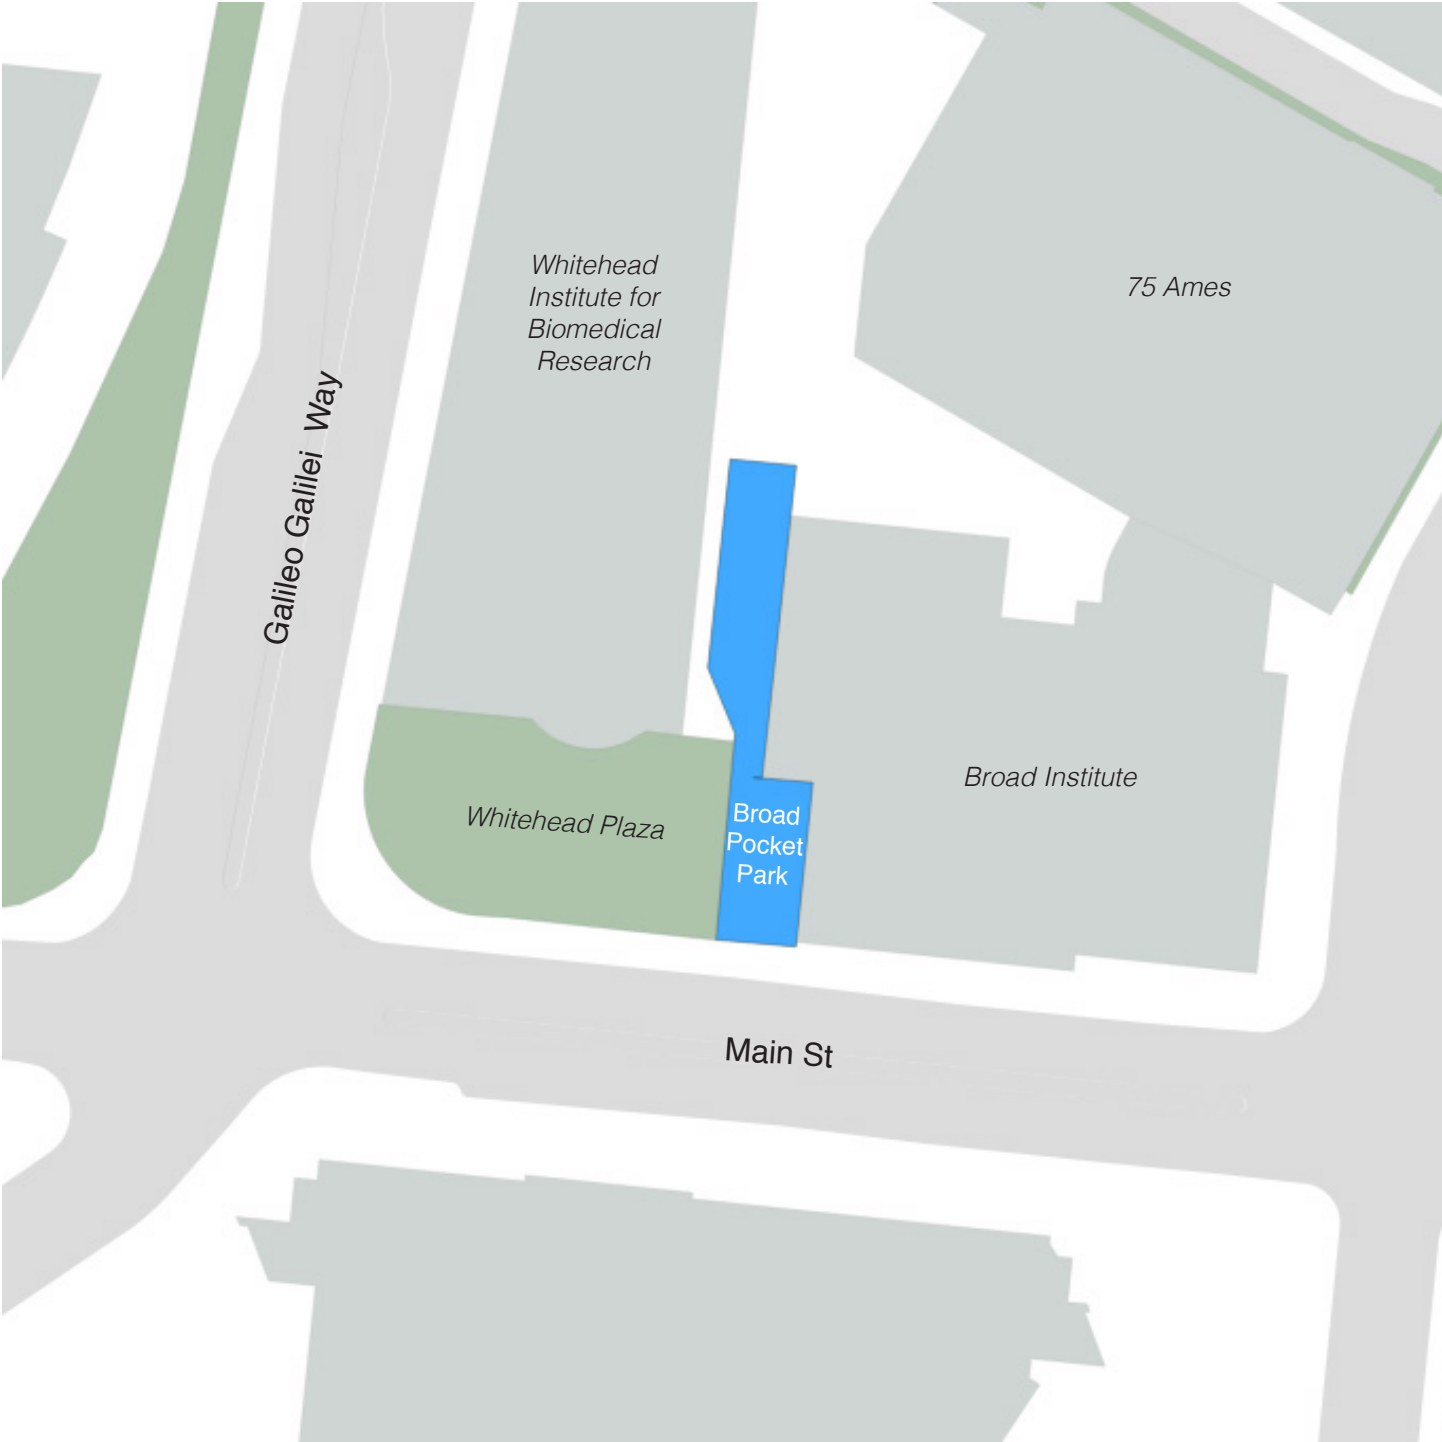 Whitehead
Institute for
Biomedical
Research
75 Ames
Galileo Galilei Way
Broad Institute
Whitehead Plaza
Broad
Pocket
Park
Main St